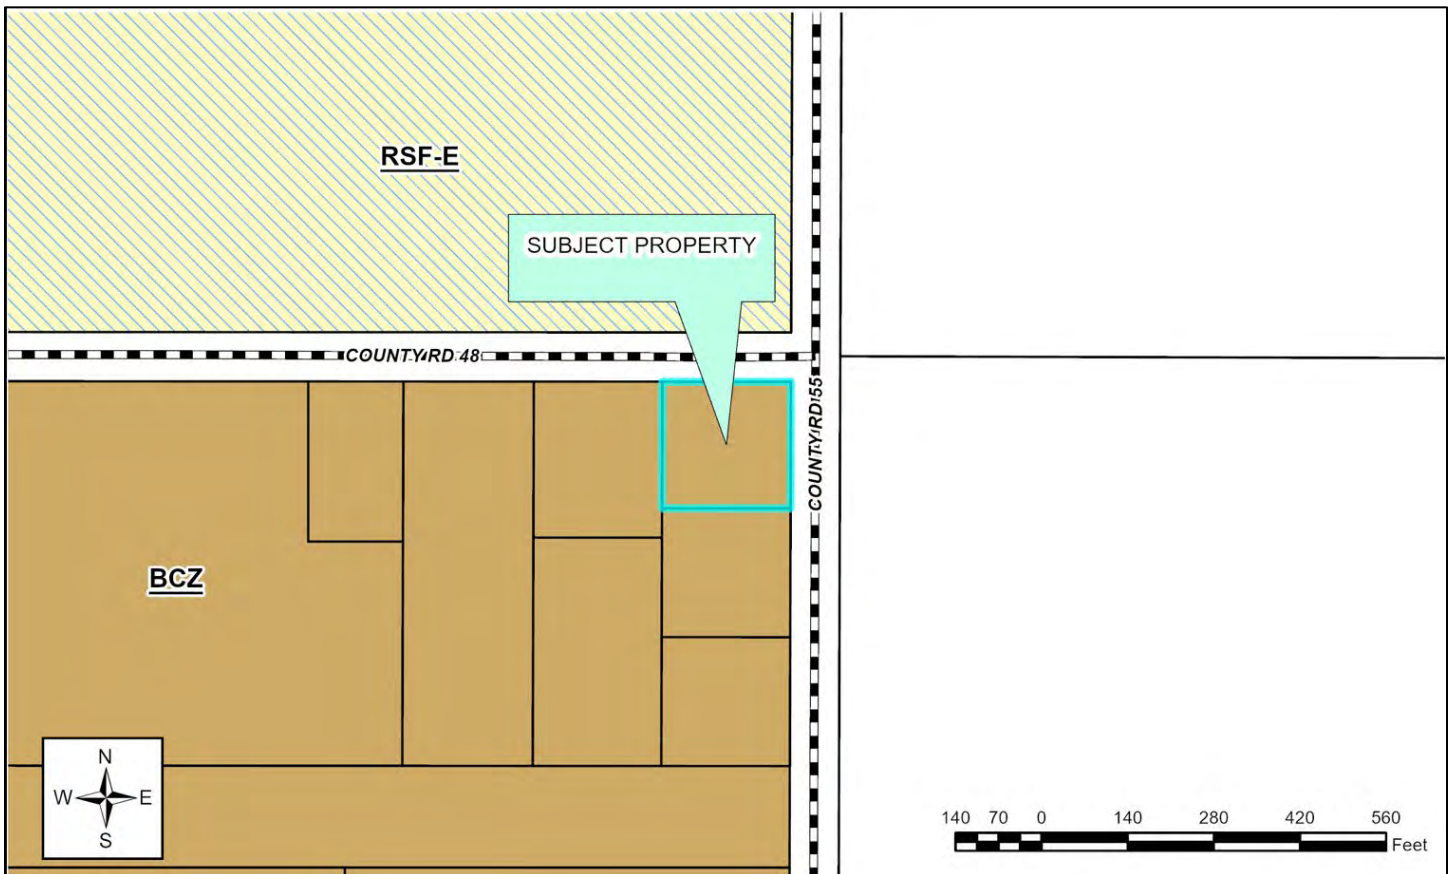 RSF-E
SUBJECT PROPERTY
COUNTY RD 48
COUNTY RD 55
BCZ
N
W E
S
140 70 0 140 280 420 560
Feet